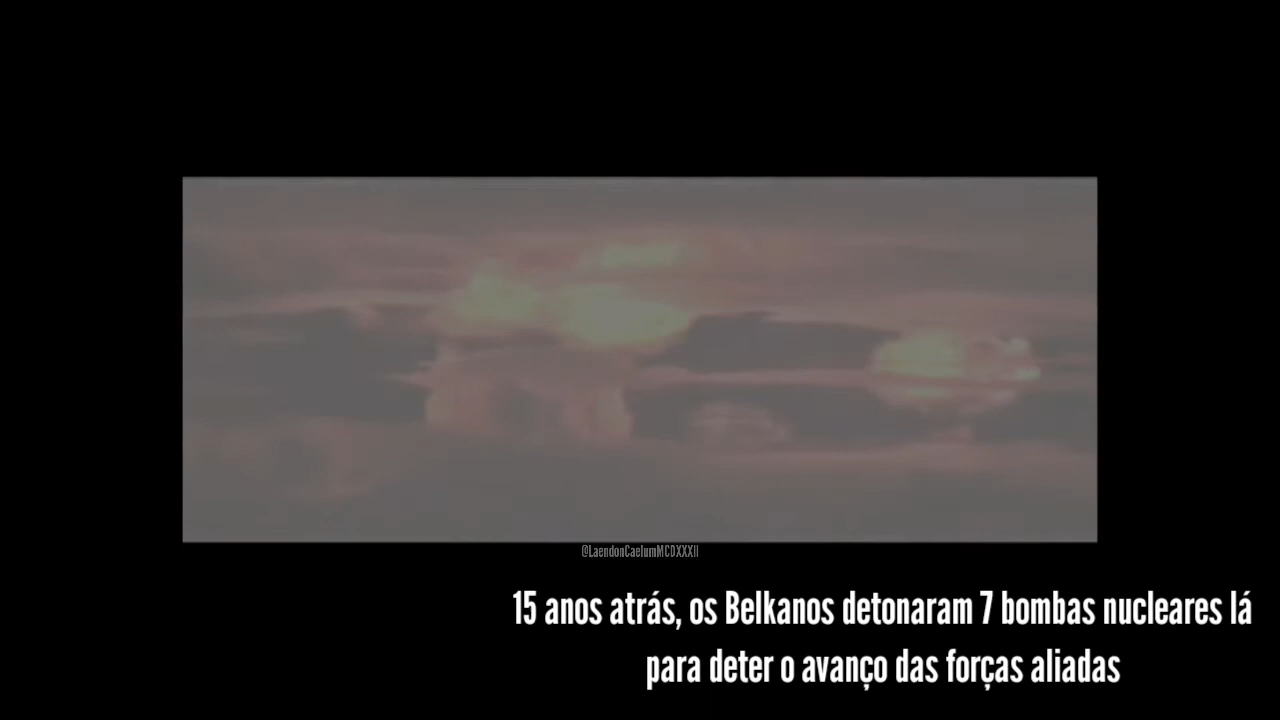 @LaendonCaelumMCDXXXII
15 anos atrás, os Belkanos detonaram 7 bombas nucleares lá
para deter o avanço das forças aliadas